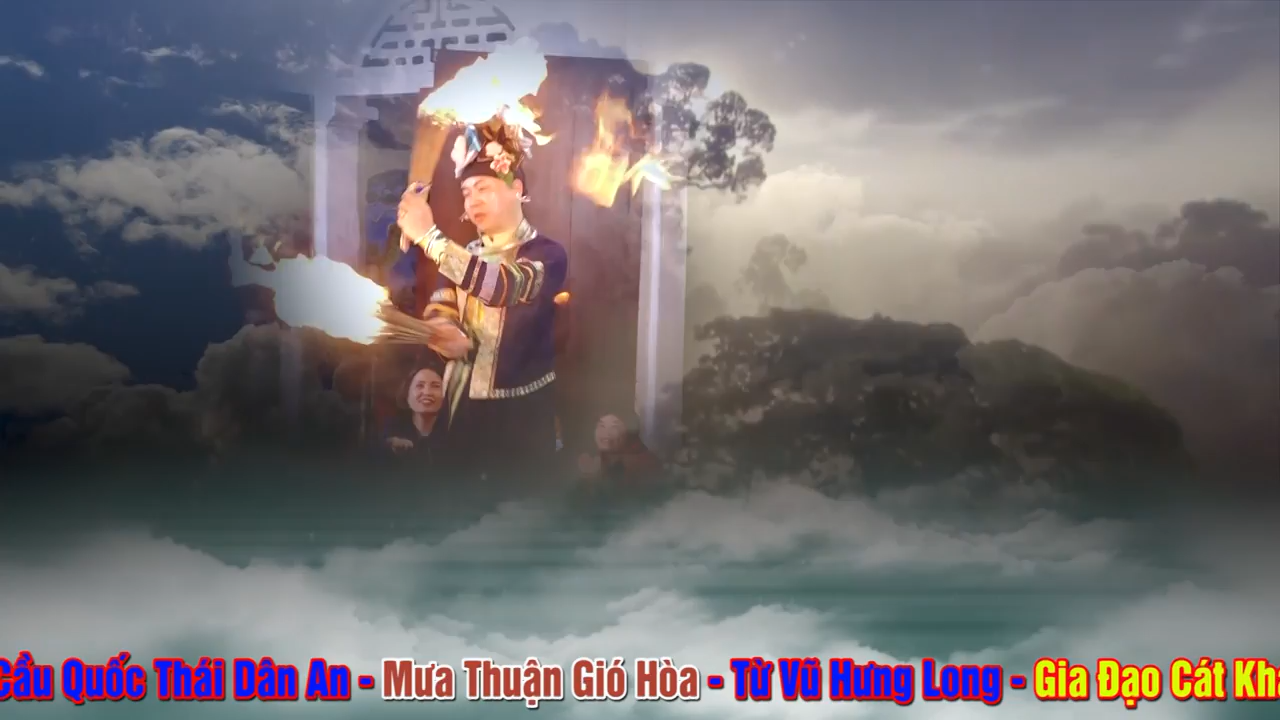 Cầu Quốc Thái Dân An - Mưa Thuận Gió Hòa - Từ Vũ Hưng Long - Gia Đạo Cát